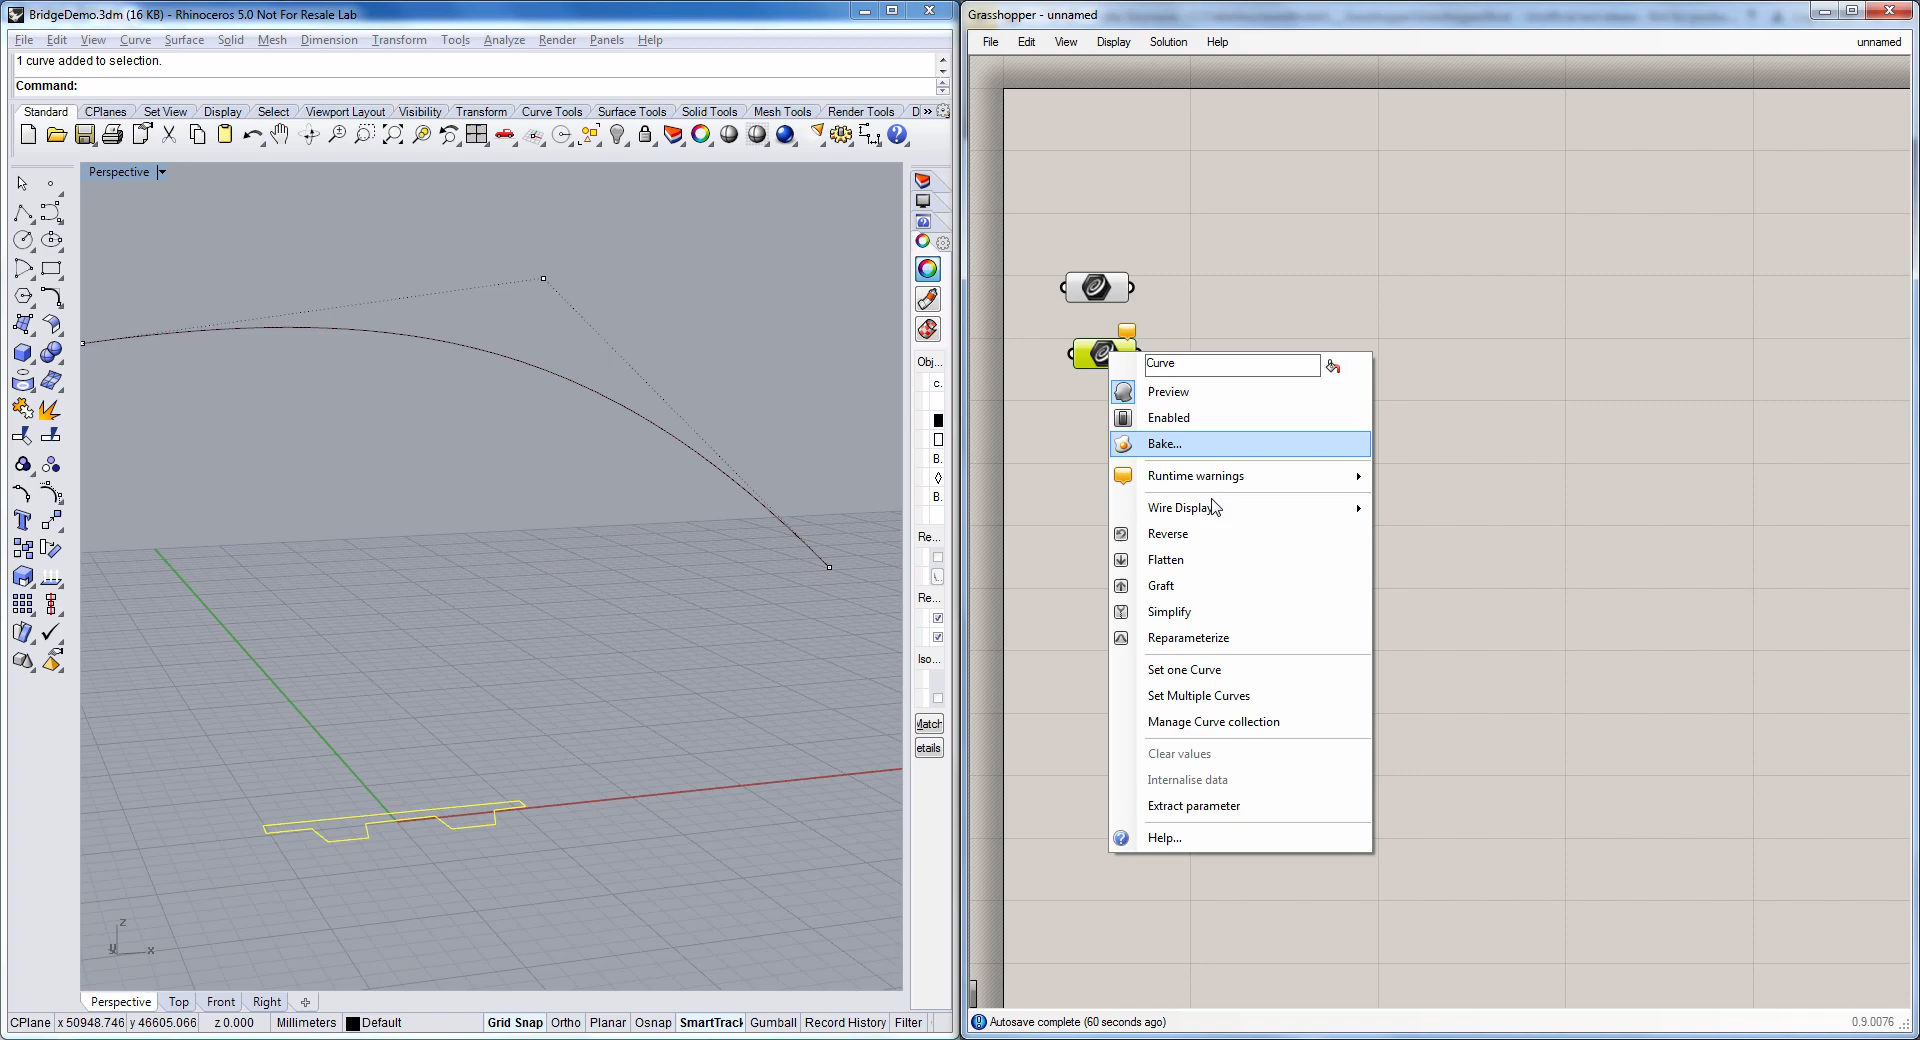 BridgeDemo.3dm (16 KB) - Rhinoceros 5.0 Not For Resale Lab
File Edit View Curve Surface Solid Mesh Dimension Transform Tools Analyze Render Panels Help
1 curve added to selection.
Command:
Standard CPlanes Set View Display Select Viewport Layout Visibility Transform Curve Tools Surface Tools Solid Tools Mesh Tools Render Tools D »
Perspective
Obj...
c.
B.
B.
Re...
Re...
Iso...
Match
etails
z
y x
Perspective Top Front Right
CPlane x 50948.746 y 46605.066 z 0.000 Millimeters Default Grid Snap Ortho Planar Osnap SmartTrack Gumball Record History Filter
Grasshopper - unnamed
File Edit View Display Solution Help unnamed
Curve
Preview
Enabled
Bake...
Runtime warnings
Wire Display
Reverse
Flatten
Graft
Simplify
Reparameterize
Set one Curve
Set Multiple Curves
Manage Curve collection
Clear values
Internalise data
Extract parameter
Help...
Autosave complete (60 seconds ago) 0.9.0076